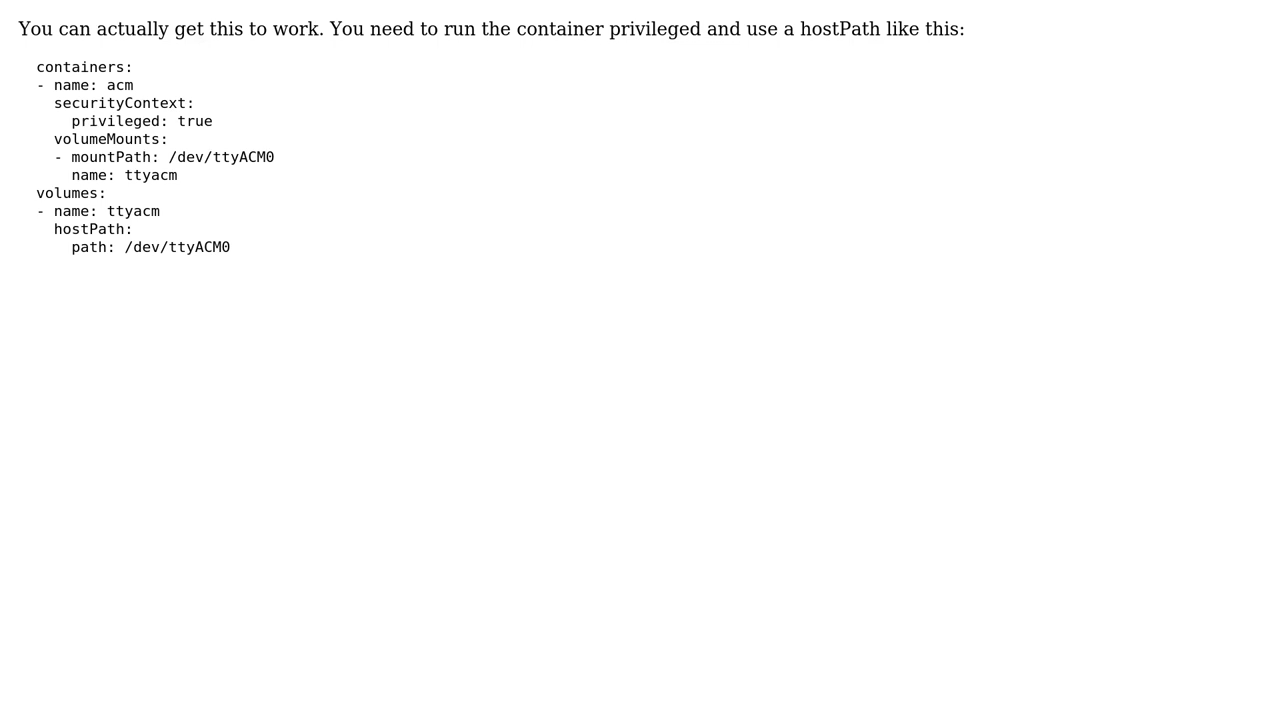 You can actually get this to work. You need to run the container privileged and use a hostPath like this:
containers:
- name: acm
  securityContext:
    privileged: true
  volumeMounts:
  - mountPath: /dev/ttyACM0
    name: ttyacm
volumes:
- name: ttyacm
  hostPath:
    path: /dev/ttyACM0